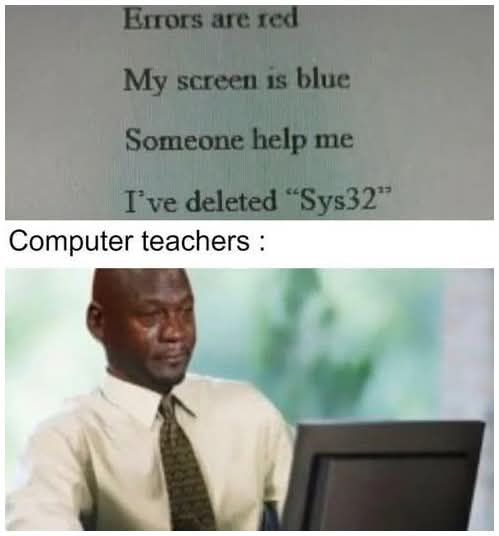 Errors are red
My screen is blue
Someone help me
I've deleted “Sys32”
Computer teachers :